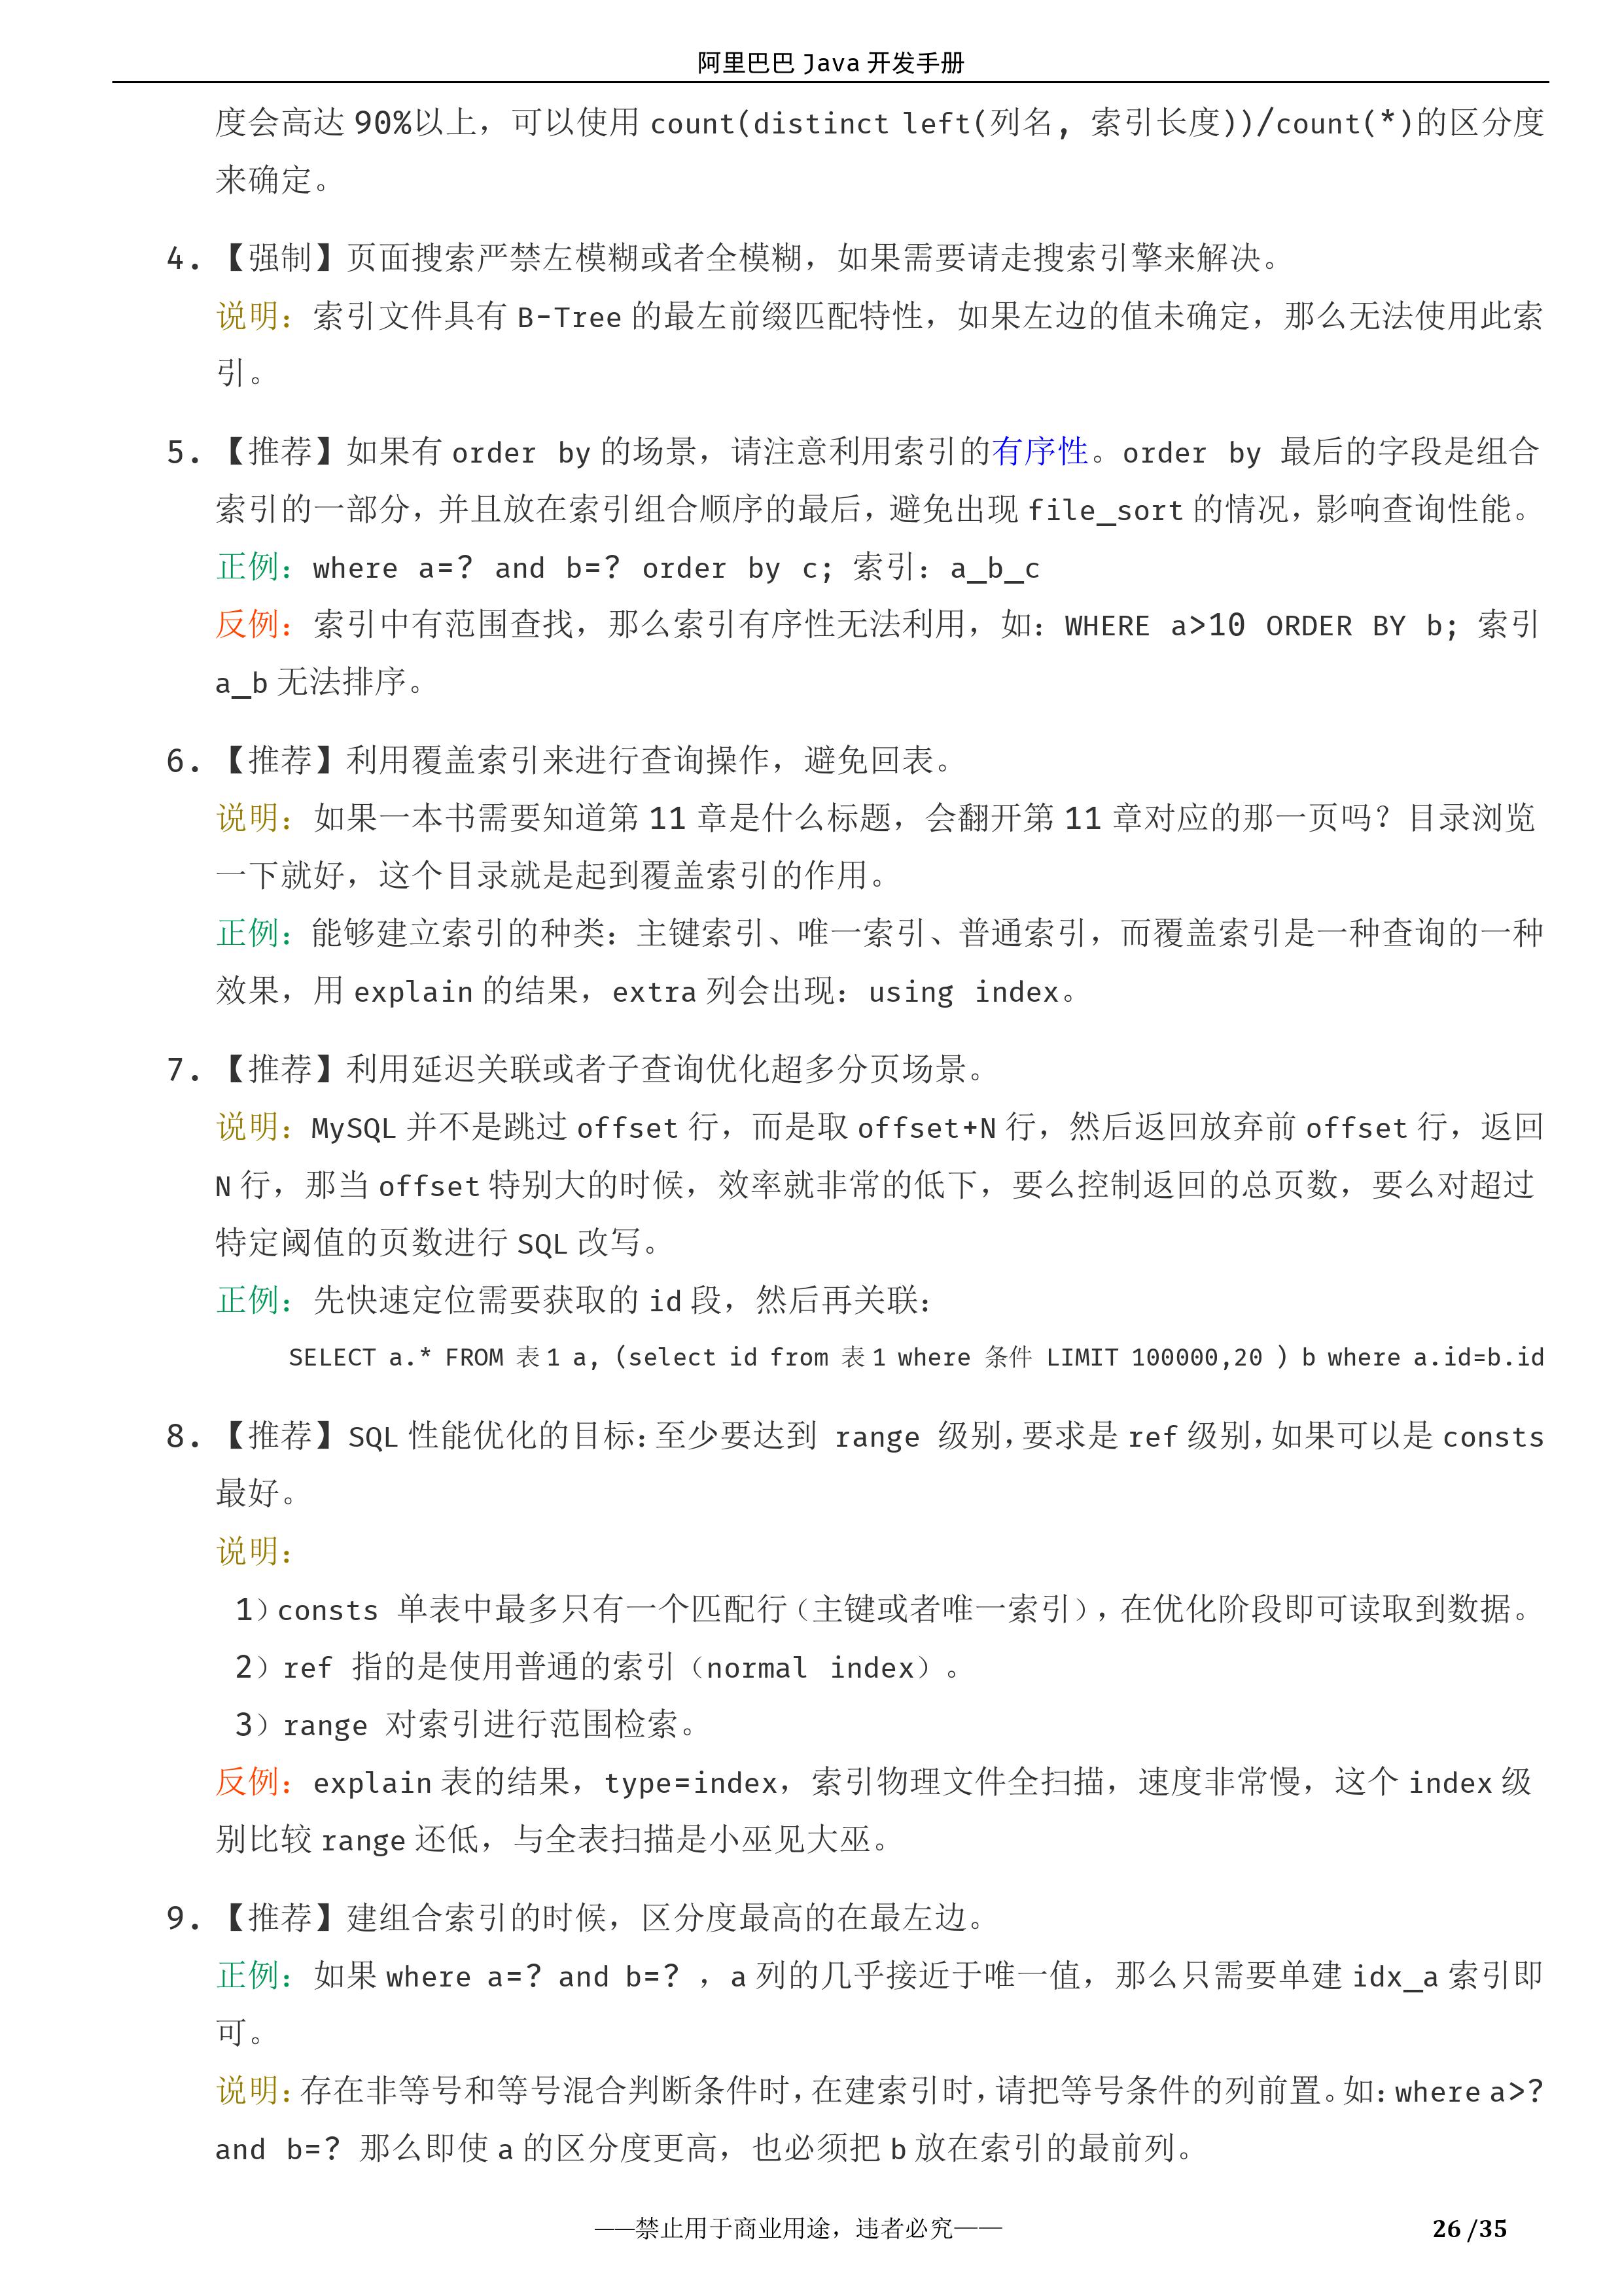 阿里巴巴 Java 开发手册
度会高达 90%以上，可以使用 count(distinct left(列名, 索引长度))/count(*)的区分度
来确定。
4. 【强制】页面搜索严禁左模糊或者全模糊，如果需要请走搜索引擎来解决。
说明：索引文件具有 B-Tree 的最左前缀匹配特性，如果左边的值未确定，那么无法使用此索
引。
5. 【推荐】如果有 order by 的场景，请注意利用索引的有序性。order by 最后的字段是组合
索引的一部分，并且放在索引组合顺序的最后，避免出现 file_sort 的情况，影响查询性能。
正例：where a=? and b=? order by c; 索引：a_b_c
反例：索引中有范围查找，那么索引有序性无法利用，如：WHERE a>10 ORDER BY b; 索引
a_b 无法排序。
6. 【推荐】利用覆盖索引来进行查询操作，避免回表。
说明：如果一本书需要知道第 11 章是什么标题，会翻开第 11 章对应的那一页吗？目录浏览
一下就好，这个目录就是起到覆盖索引的作用。
正例：能够建立索引的种类：主键索引、唯一索引、普通索引，而覆盖索引是一种查询的一种
效果，用 explain 的结果，extra 列会出现：using index。
7. 【推荐】利用延迟关联或者子查询优化超多分页场景。
说明：MySQL 并不是跳过 offset 行，而是取 offset+N 行，然后返回放弃前 offset 行，返回
N 行，那当 offset 特别大的时候，效率就非常的低下，要么控制返回的总页数，要么对超过
特定阈值的页数进行 SQL 改写。
正例：先快速定位需要获取的 id 段，然后再关联：
SELECT a.* FROM 表 1 a, (select id from 表 1 where 条件 LIMIT 100000,20 ) b where a.id=b.id
8. 【推荐】SQL 性能优化的目标：至少要达到 range 级别，要求是 ref 级别，如果可以是 consts
最好。
说明：
1）consts 单表中最多只有一个匹配行（主键或者唯一索引），在优化阶段即可读取到数据。
2）ref 指的是使用普通的索引（normal index）。
3）range 对索引进行范围检索。
反例：explain 表的结果，type=index，索引物理文件全扫描，速度非常慢，这个 index 级
别比较 range 还低，与全表扫描是小巫见大巫。
9. 【推荐】建组合索引的时候，区分度最高的在最左边。
正例：如果 where a=? and b=? ，a 列的几乎接近于唯一值，那么只需要单建 idx_a 索引即
可。
说明：存在非等号和等号混合判断条件时，在建索引时，请把等号条件的列前置。如：where a>?
and b=? 那么即使 a 的区分度更高，也必须把 b 放在索引的最前列。
——禁止用于商业用途，违者必究——
26 /35